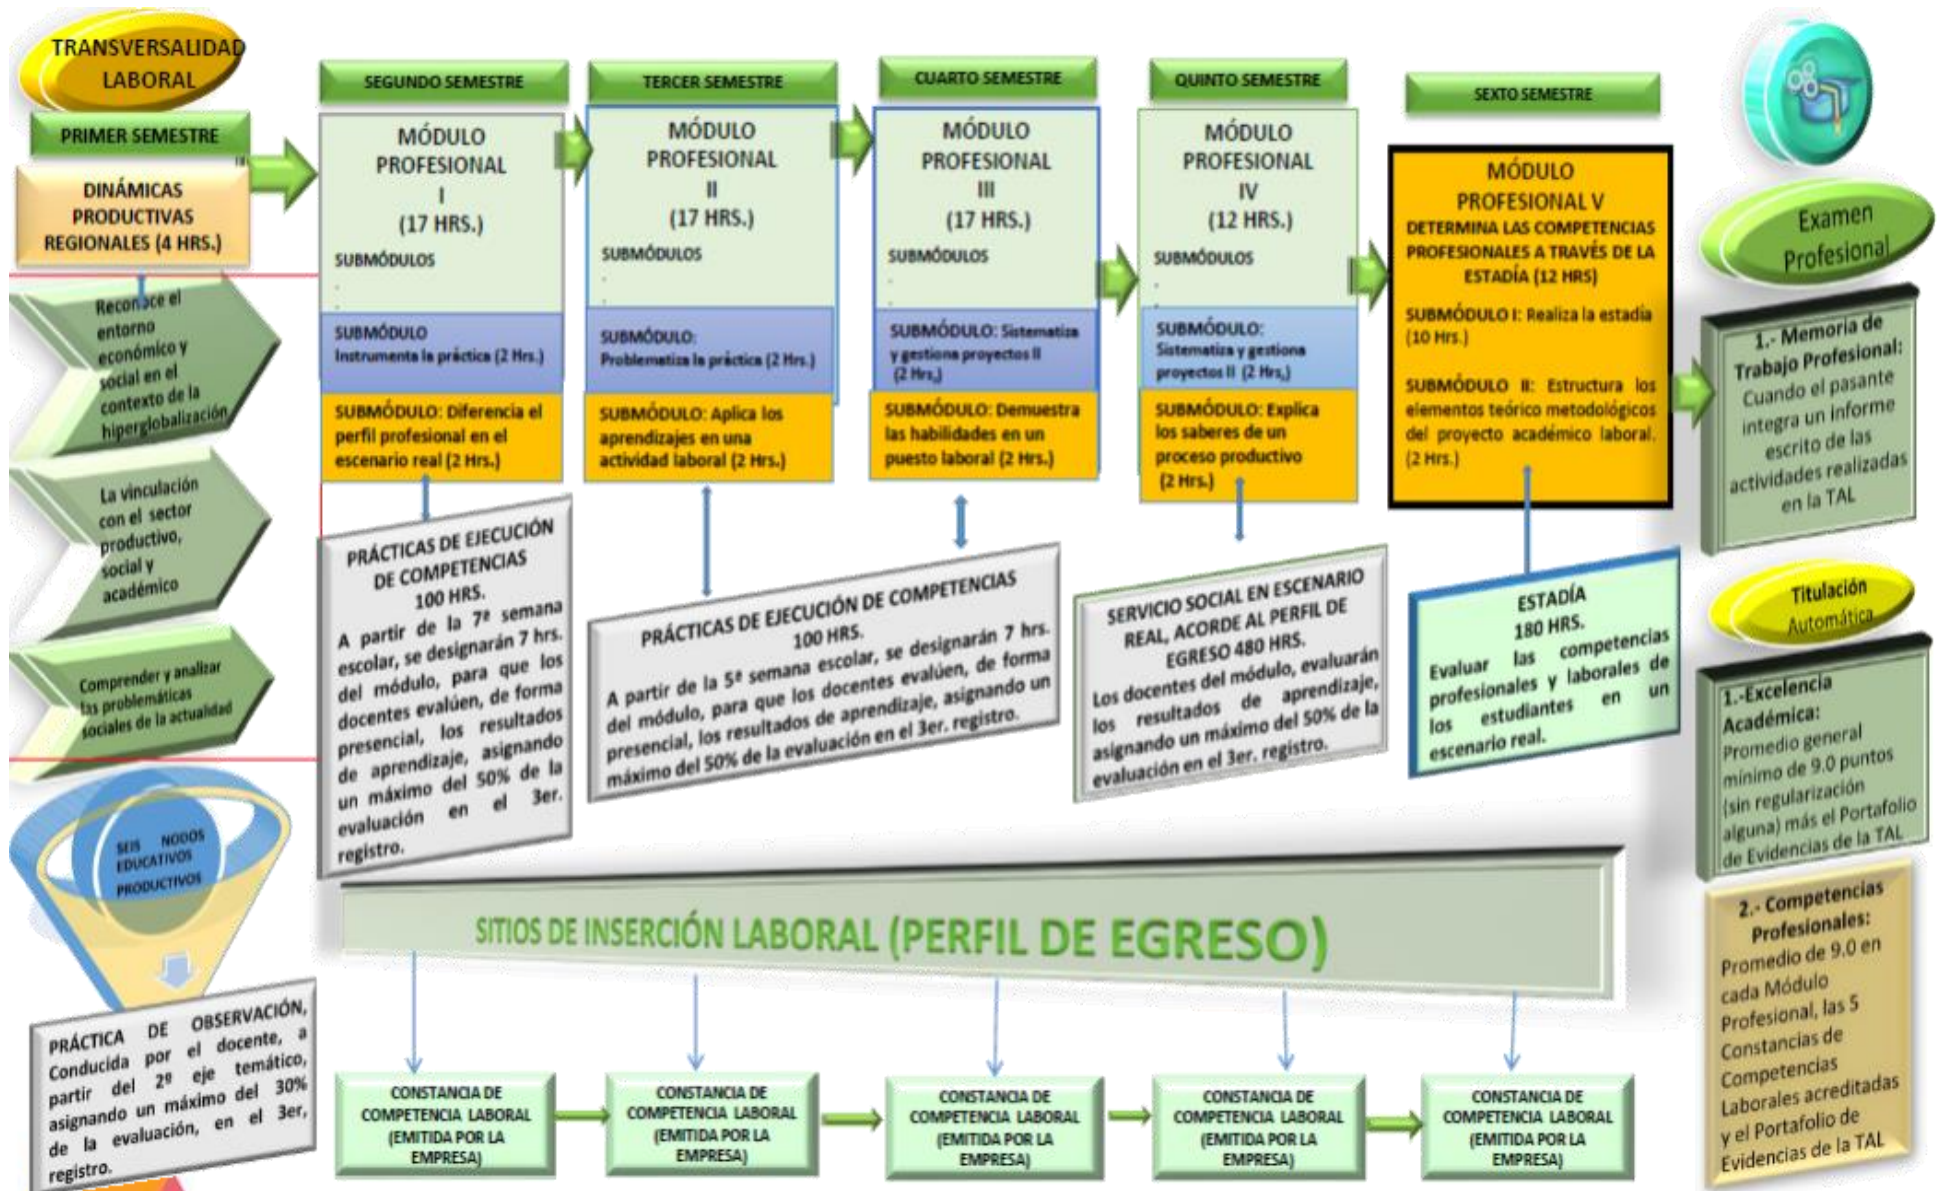 TRANSVERSALIDAD
LABORAL
PRIMER SEMESTRE
DINÁMICAS
PRODUCTIVAS
REGIONALES (4 HRS.)
Reconoce el
entorno
económico y
social en el
contexto de la
hiperglobalización
La vinculación
con el sector
productivo,
social y
académico
Comprender y analizar
las problemáticas
sociales de la actualidad
SEIS NODOS
EDUCATIVOS
PRODUCTIVOS
PRÁCTICA DE OBSERVACIÓN,
Conducida por el docente, a
partir del 2º eje temático,
asignando un máximo del 30%
de la evaluación, en el 3er,
registro.
SEGUNDO SEMESTRE
MÓDULO
PROFESIONAL
I
(17 HRS.)
SUBMÓDULOS
.
.
SUBMÓDULO
Instrumenta la práctica (2 Hrs.)
SUBMÓDULO: Diferencia el
perfil profesional en el
escenario real (2 Hrs.)
PRÁCTICAS DE EJECUCIÓN
DE COMPETENCIAS
100 HRS.
A partir de la 7ª semana
escolar, se designarán 7 hrs.
del módulo, para que los
docentes evalúen, de forma
presencial, los resultados
de aprendizaje, asignando
un máximo del 50% de la
evaluación en el 3er.
registro.
TERCER SEMESTRE
MÓDULO
PROFESIONAL
II
(17 HRS.)
SUBMÓDULOS
.
.
SUBMÓDULO:
Problematiza la práctica (2 Hrs.)
SUBMÓDULO: Aplica los
aprendizajes en una
actividad laboral (2 Hrs.)
CUARTO SEMESTRE
MÓDULO
PROFESIONAL
III
(17 HRS.)
SUBMÓDULOS
.
.
SUBMÓDULO: Sistematiza
y gestiona proyectos II
(2 Hrs,)
SUBMÓDULO: Demuestra
las habilidades en un
puesto laboral (2 Hrs.)
PRÁCTICAS DE EJECUCIÓN DE COMPETENCIAS
100 HRS.
A partir de la 5ª semana escolar, se designarán 7 hrs.
del módulo, para que los docentes evalúen, de forma
presencial, los resultados de aprendizaje, asignando un
máximo del 50% de la evaluación en el 3er. registro.
QUINTO SEMESTRE
MÓDULO
PROFESIONAL
IV
(12 HRS.)
SUBMÓDULOS
.
.
SUBMÓDULO:
Sistematiza y gestiona
proyectos II (2 Hrs,)
SUBMÓDULO: Explica
los saberes de un
proceso productivo
(2 Hrs.)
SERVICIO SOCIAL EN ESCENARIO
REAL, ACORDE AL PERFIL DE
EGRESO 480 HRS.
Los docentes del módulo, evaluarán
los resultados de aprendizaje,
asignando un máximo del 50% de la
evaluación en el 3er. registro.
SEXTO SEMESTRE
MÓDULO
PROFESIONAL V
DETERMINA LAS COMPETENCIAS
PROFESIONALES A TRAVÉS DE LA
ESTADÍA (12 HRS)
SUBMÓDULO I: Realiza la estadía
(10 Hrs.)
SUBMÓDULO II: Estructura los
elementos teórico metodológicos
del proyecto académico laboral.
(2 Hrs.)
ESTADÍA
180 HRS.
Evaluar las competencias
profesionales y laborales de
los estudiantes en un
escenario real.
Examen
Profesional
1.- Memoria de
Trabajo Profesional:
Cuando el pasante
integra un informe
escrito de las
actividades realizadas
en la TAL
Titulación
Automática
1.-Excelencia
Académica:
Promedio general
mínimo de 9.0 puntos
(sin regularización
alguna) más el Portafolio
de Evidencias de la TAL
2.- Competencias
Profesionales:
Promedio de 9.0 en
cada Módulo
Profesional, las 5
Constancias de
Competencias
Laborales acreditadas
y el Portafolio de
Evidencias de la TAL
SITIOS DE INSERCIÓN LABORAL (PERFIL DE EGRESO)
CONSTANCIA DE
COMPETENCIA LABORAL
(EMITIDA POR LA
EMPRESA)
CONSTANCIA DE
COMPETENCIA LABORAL
(EMITIDA POR LA
EMPRESA)
CONSTANCIA DE
COMPETENCIA LABORAL
(EMITIDA POR LA
EMPRESA)
CONSTANCIA DE
COMPETENCIA LABORAL
(EMITIDA POR LA
EMPRESA)
CONSTANCIA DE
COMPETENCIA LABORAL
(EMITIDA POR LA
EMPRESA)